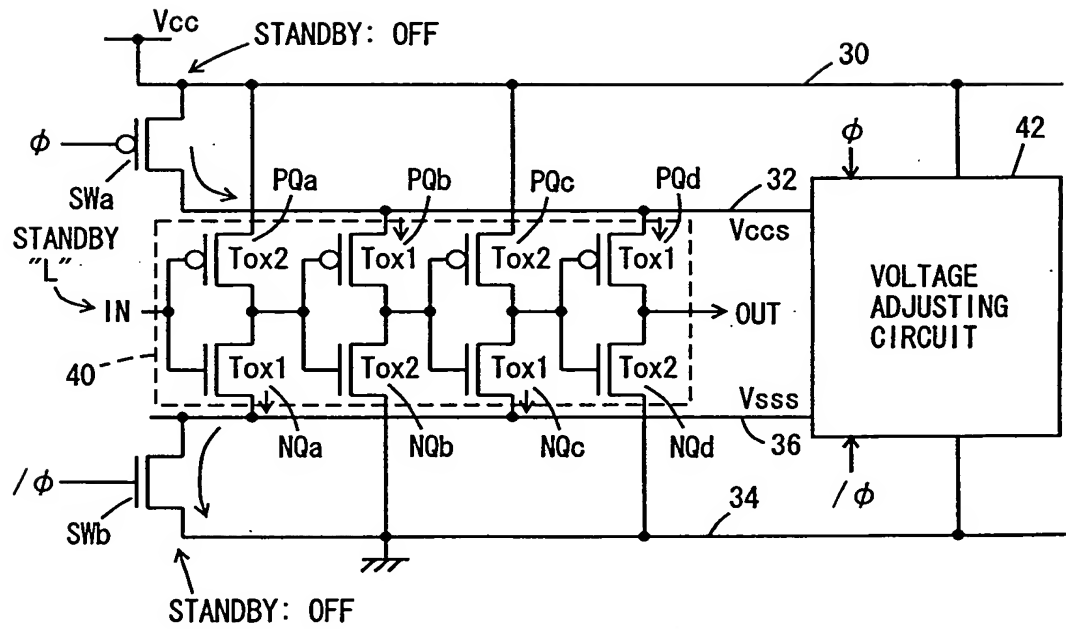 Vcc
STANDBY: OFF
30
ϕ
SWa
PQa
PQb
PQc
PQd
32
ϕ
42
Vccs
STANDBY
"L"
IN
Tox2
Tox1
Tox2
Tox1
OUT
VOLTAGE
ADJUSTING
CIRCUIT
40
Tox1
Tox2
Tox1
Tox2
Vsss
NQa
NQb
NQc
NQd
36
/ϕ
/ϕ
SWb
34
STANDBY: OFF